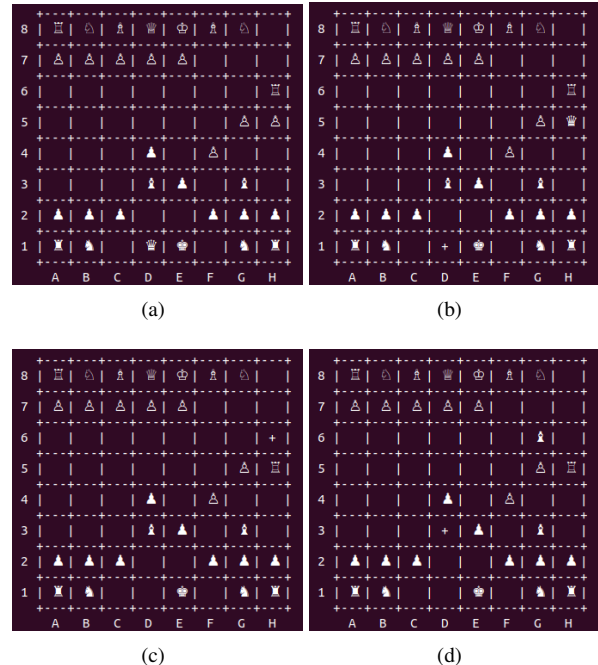 +---+---+---+---+---+---+---+---+
8 | ♖ | ♘ | ♗ | ♕ | ♔ | ♗ | ♘ |   |
+---+---+---+---+---+---+---+---+
7 | ♙ | ♙ | ♙ | ♙ | ♙ |   |   |   |
+---+---+---+---+---+---+---+---+
6 |   |   |   |   |   |   |   | ♖ |
+---+---+---+---+---+---+---+---+
5 |   |   |   |   |   |   | ♙ | ♙ |
+---+---+---+---+---+---+---+---+
4 |   |   |   | ♟ |   | ♙ |   |   |
+---+---+---+---+---+---+---+---+
3 |   |   |   | ♝ | ♟ |   | ♝ |   |
+---+---+---+---+---+---+---+---+
2 | ♟ | ♟ | ♟ |   |   | ♟ | ♟ | ♟ |
+---+---+---+---+---+---+---+---+
1 | ♜ | ♞ |   | ♛ | ♚ |   | ♞ | ♜ |
+---+---+---+---+---+---+---+---+
A B C D E F G H
(a)
+---+---+---+---+---+---+---+---+
8 | ♖ | ♘ | ♗ | ♕ | ♔ | ♗ | ♘ |   |
+---+---+---+---+---+---+---+---+
7 | ♙ | ♙ | ♙ | ♙ | ♙ |   |   |   |
+---+---+---+---+---+---+---+---+
6 |   |   |   |   |   |   |   | ♖ |
+---+---+---+---+---+---+---+---+
5 |   |   |   |   |   |   | ♙ | ♛ |
+---+---+---+---+---+---+---+---+
4 |   |   |   | ♟ |   | ♙ |   |   |
+---+---+---+---+---+---+---+---+
3 |   |   |   | ♝ | ♟ |   | ♝ |   |
+---+---+---+---+---+---+---+---+
2 | ♟ | ♟ | ♟ |   |   | ♟ | ♟ | ♟ |
+---+---+---+---+---+---+---+---+
1 | ♜ | ♞ |   | + | ♚ |   | ♞ | ♜ |
+---+---+---+---+---+---+---+---+
A B C D E F G H
(b)
+---+---+---+---+---+---+---+---+
8 | ♖ | ♘ | ♗ | ♕ | ♔ | ♗ | ♘ |   |
+---+---+---+---+---+---+---+---+
7 | ♙ | ♙ | ♙ | ♙ | ♙ |   |   |   |
+---+---+---+---+---+---+---+---+
6 |   |   |   |   |   |   |   | + |
+---+---+---+---+---+---+---+---+
5 |   |   |   |   |   |   | ♙ | ♖ |
+---+---+---+---+---+---+---+---+
4 |   |   |   | ♟ |   | ♙ |   |   |
+---+---+---+---+---+---+---+---+
3 |   |   |   | ♝ | ♟ |   | ♝ |   |
+---+---+---+---+---+---+---+---+
2 | ♟ | ♟ | ♟ |   |   | ♟ | ♟ | ♟ |
+---+---+---+---+---+---+---+---+
1 | ♜ | ♞ |   |   | ♚ |   | ♞ | ♜ |
+---+---+---+---+---+---+---+---+
A B C D E F G H
(c)
+---+---+---+---+---+---+---+---+
8 | ♖ | ♘ | ♗ | ♕ | ♔ | ♗ | ♘ |   |
+---+---+---+---+---+---+---+---+
7 | ♙ | ♙ | ♙ | ♙ | ♙ |   |   |   |
+---+---+---+---+---+---+---+---+
6 |   |   |   |   |   |   | ♝ |   |
+---+---+---+---+---+---+---+---+
5 |   |   |   |   |   |   | ♙ | ♖ |
+---+---+---+---+---+---+---+---+
4 |   |   |   | ♟ |   | ♙ |   |   |
+---+---+---+---+---+---+---+---+
3 |   |   |   | + | ♟ |   | ♝ |   |
+---+---+---+---+---+---+---+---+
2 | ♟ | ♟ | ♟ |   |   | ♟ | ♟ | ♟ |
+---+---+---+---+---+---+---+---+
1 | ♜ | ♞ |   |   | ♚ |   | ♞ | ♜ |
+---+---+---+---+---+---+---+---+
A B C D E F G H
(d)